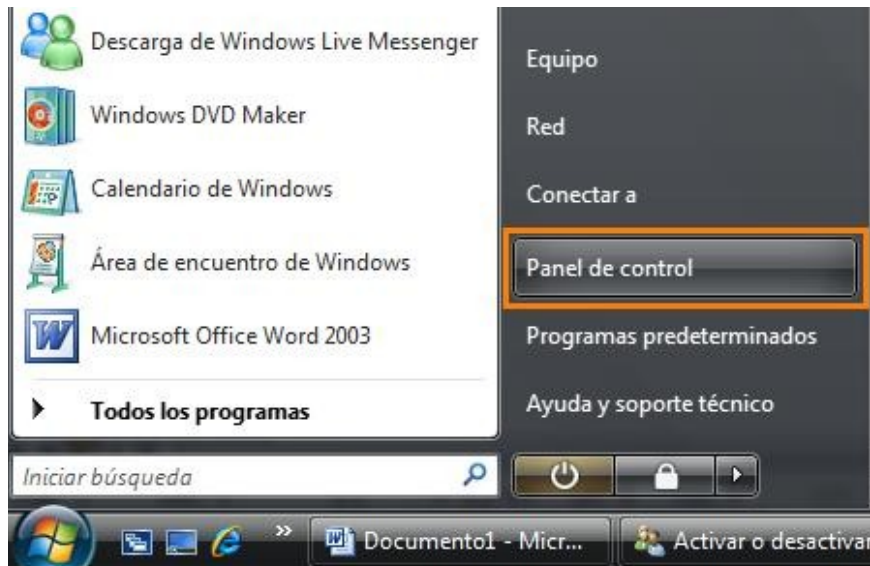 Descarga de Windows Live Messenger
Windows DVD Maker
Calendario de Windows
Área de encuentro de Windows
Microsoft Office Word 2003
Todos los programas
Iniciar búsqueda
Equipo
Red
Conectar a
Panel de control
Programas predeterminados
Ayuda y soporte técnico
Documento1 - Micr...
Activar o desactivar